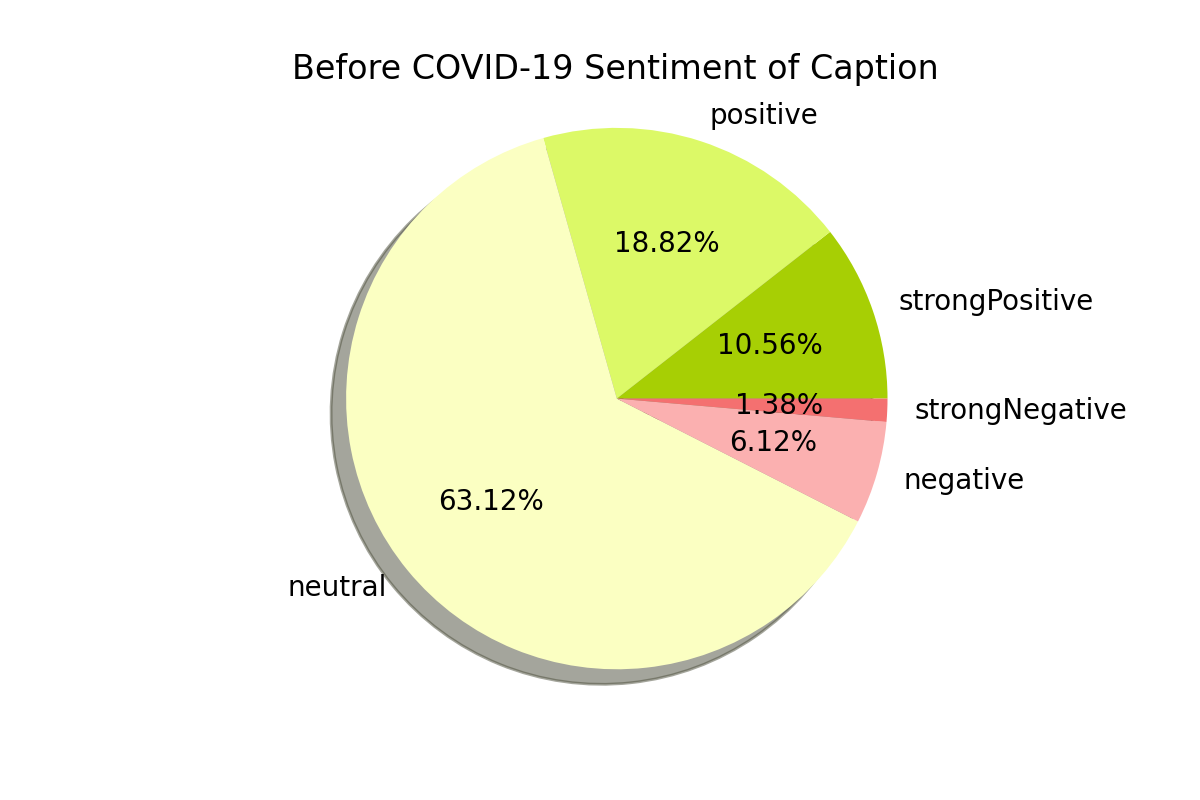 Before COVID-19 Sentiment of Caption
positive
18.82%
strongPositive
10.56%
1.38%
strongNegative
6.12%
negative
63.12%
neutral